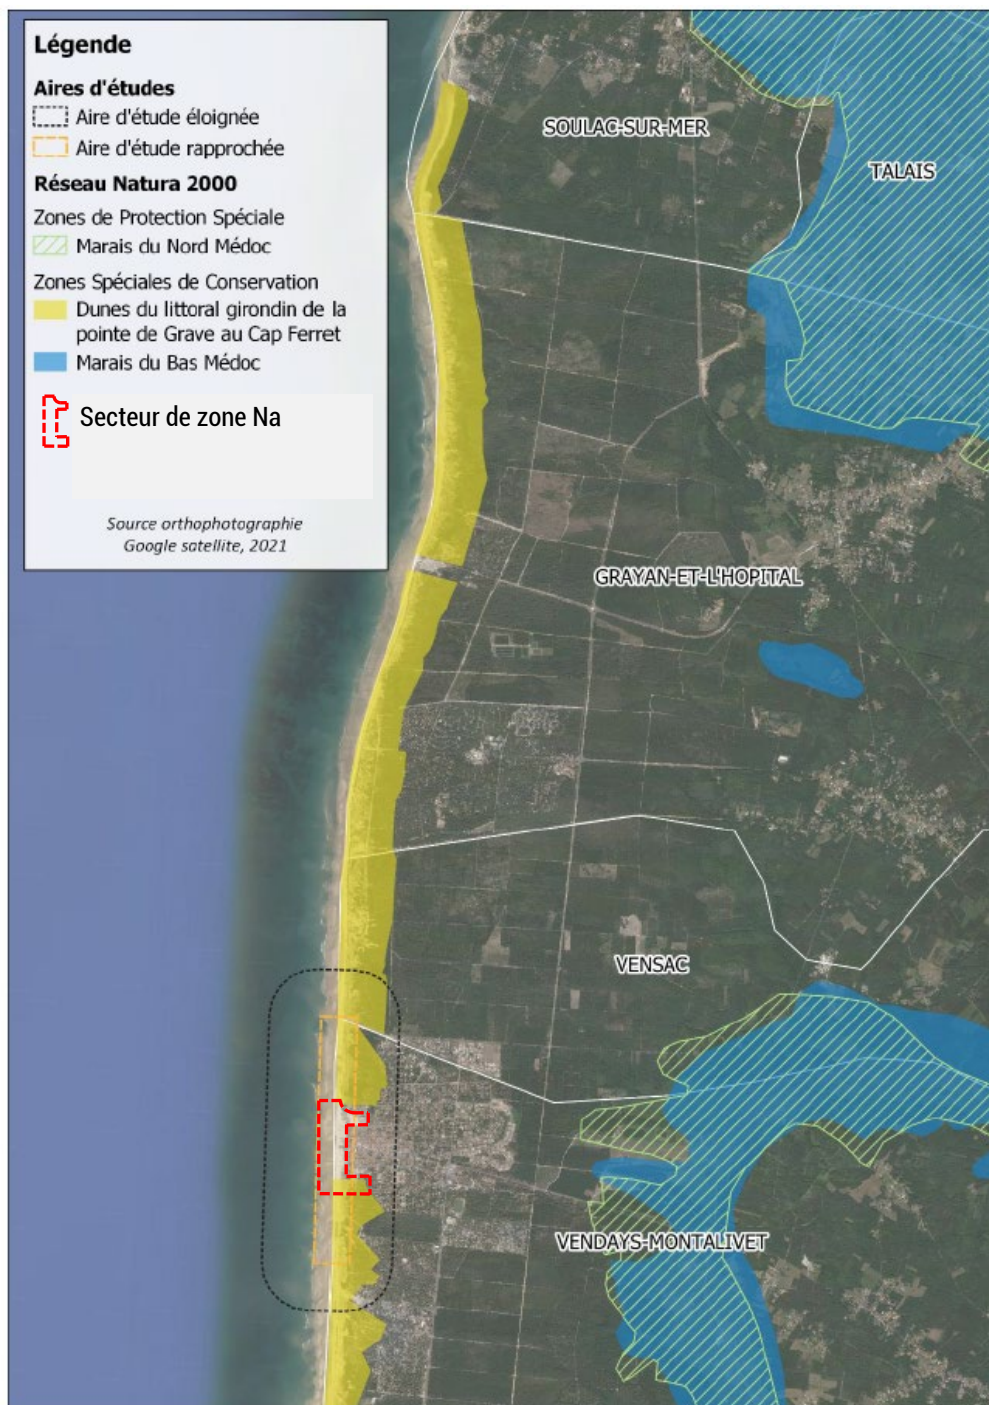 Légende
Aires d'études
Aire d'étude éloignée
Aire d'étude rapprochée
Réseau Natura 2000
Zones de Protection Spéciale
Marais du Nord Médoc
Zones Spéciales de Conservation
Dunes du littoral girondin de la
pointe de Grave au Cap Ferret
Marais du Bas Médoc
Secteur de zone Na
Source orthophotographie
Google satellite, 2021
SOULAC-SUR-MER
TALAIS
GRAYAN-ET-L'HOPITAL
VENSAC
VENDAYS-MONTALIVET